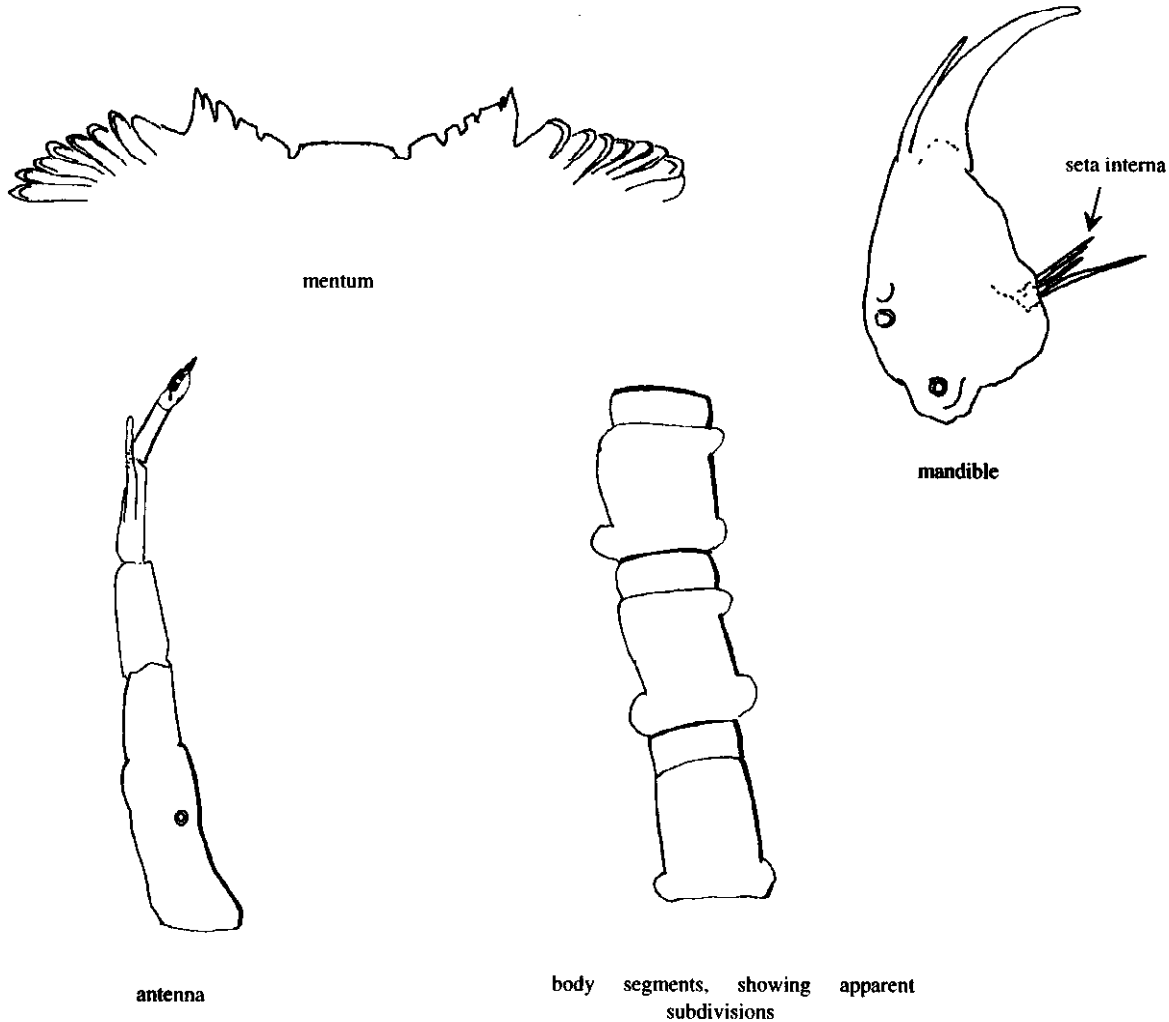 seta interna
mentum
mandible
antenna
body segments, showing apparent
subdivisions